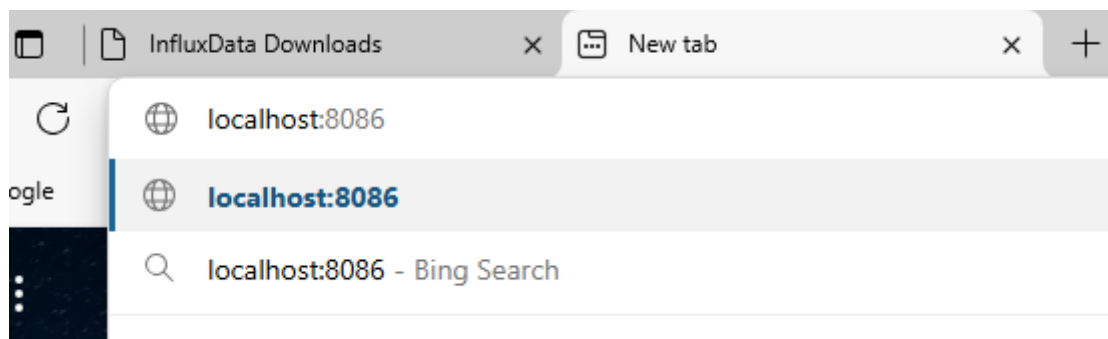 InfluxData Downloads
New tab
localhost:8086
ogle
localhost:8086
localhost:8086 - Bing Search